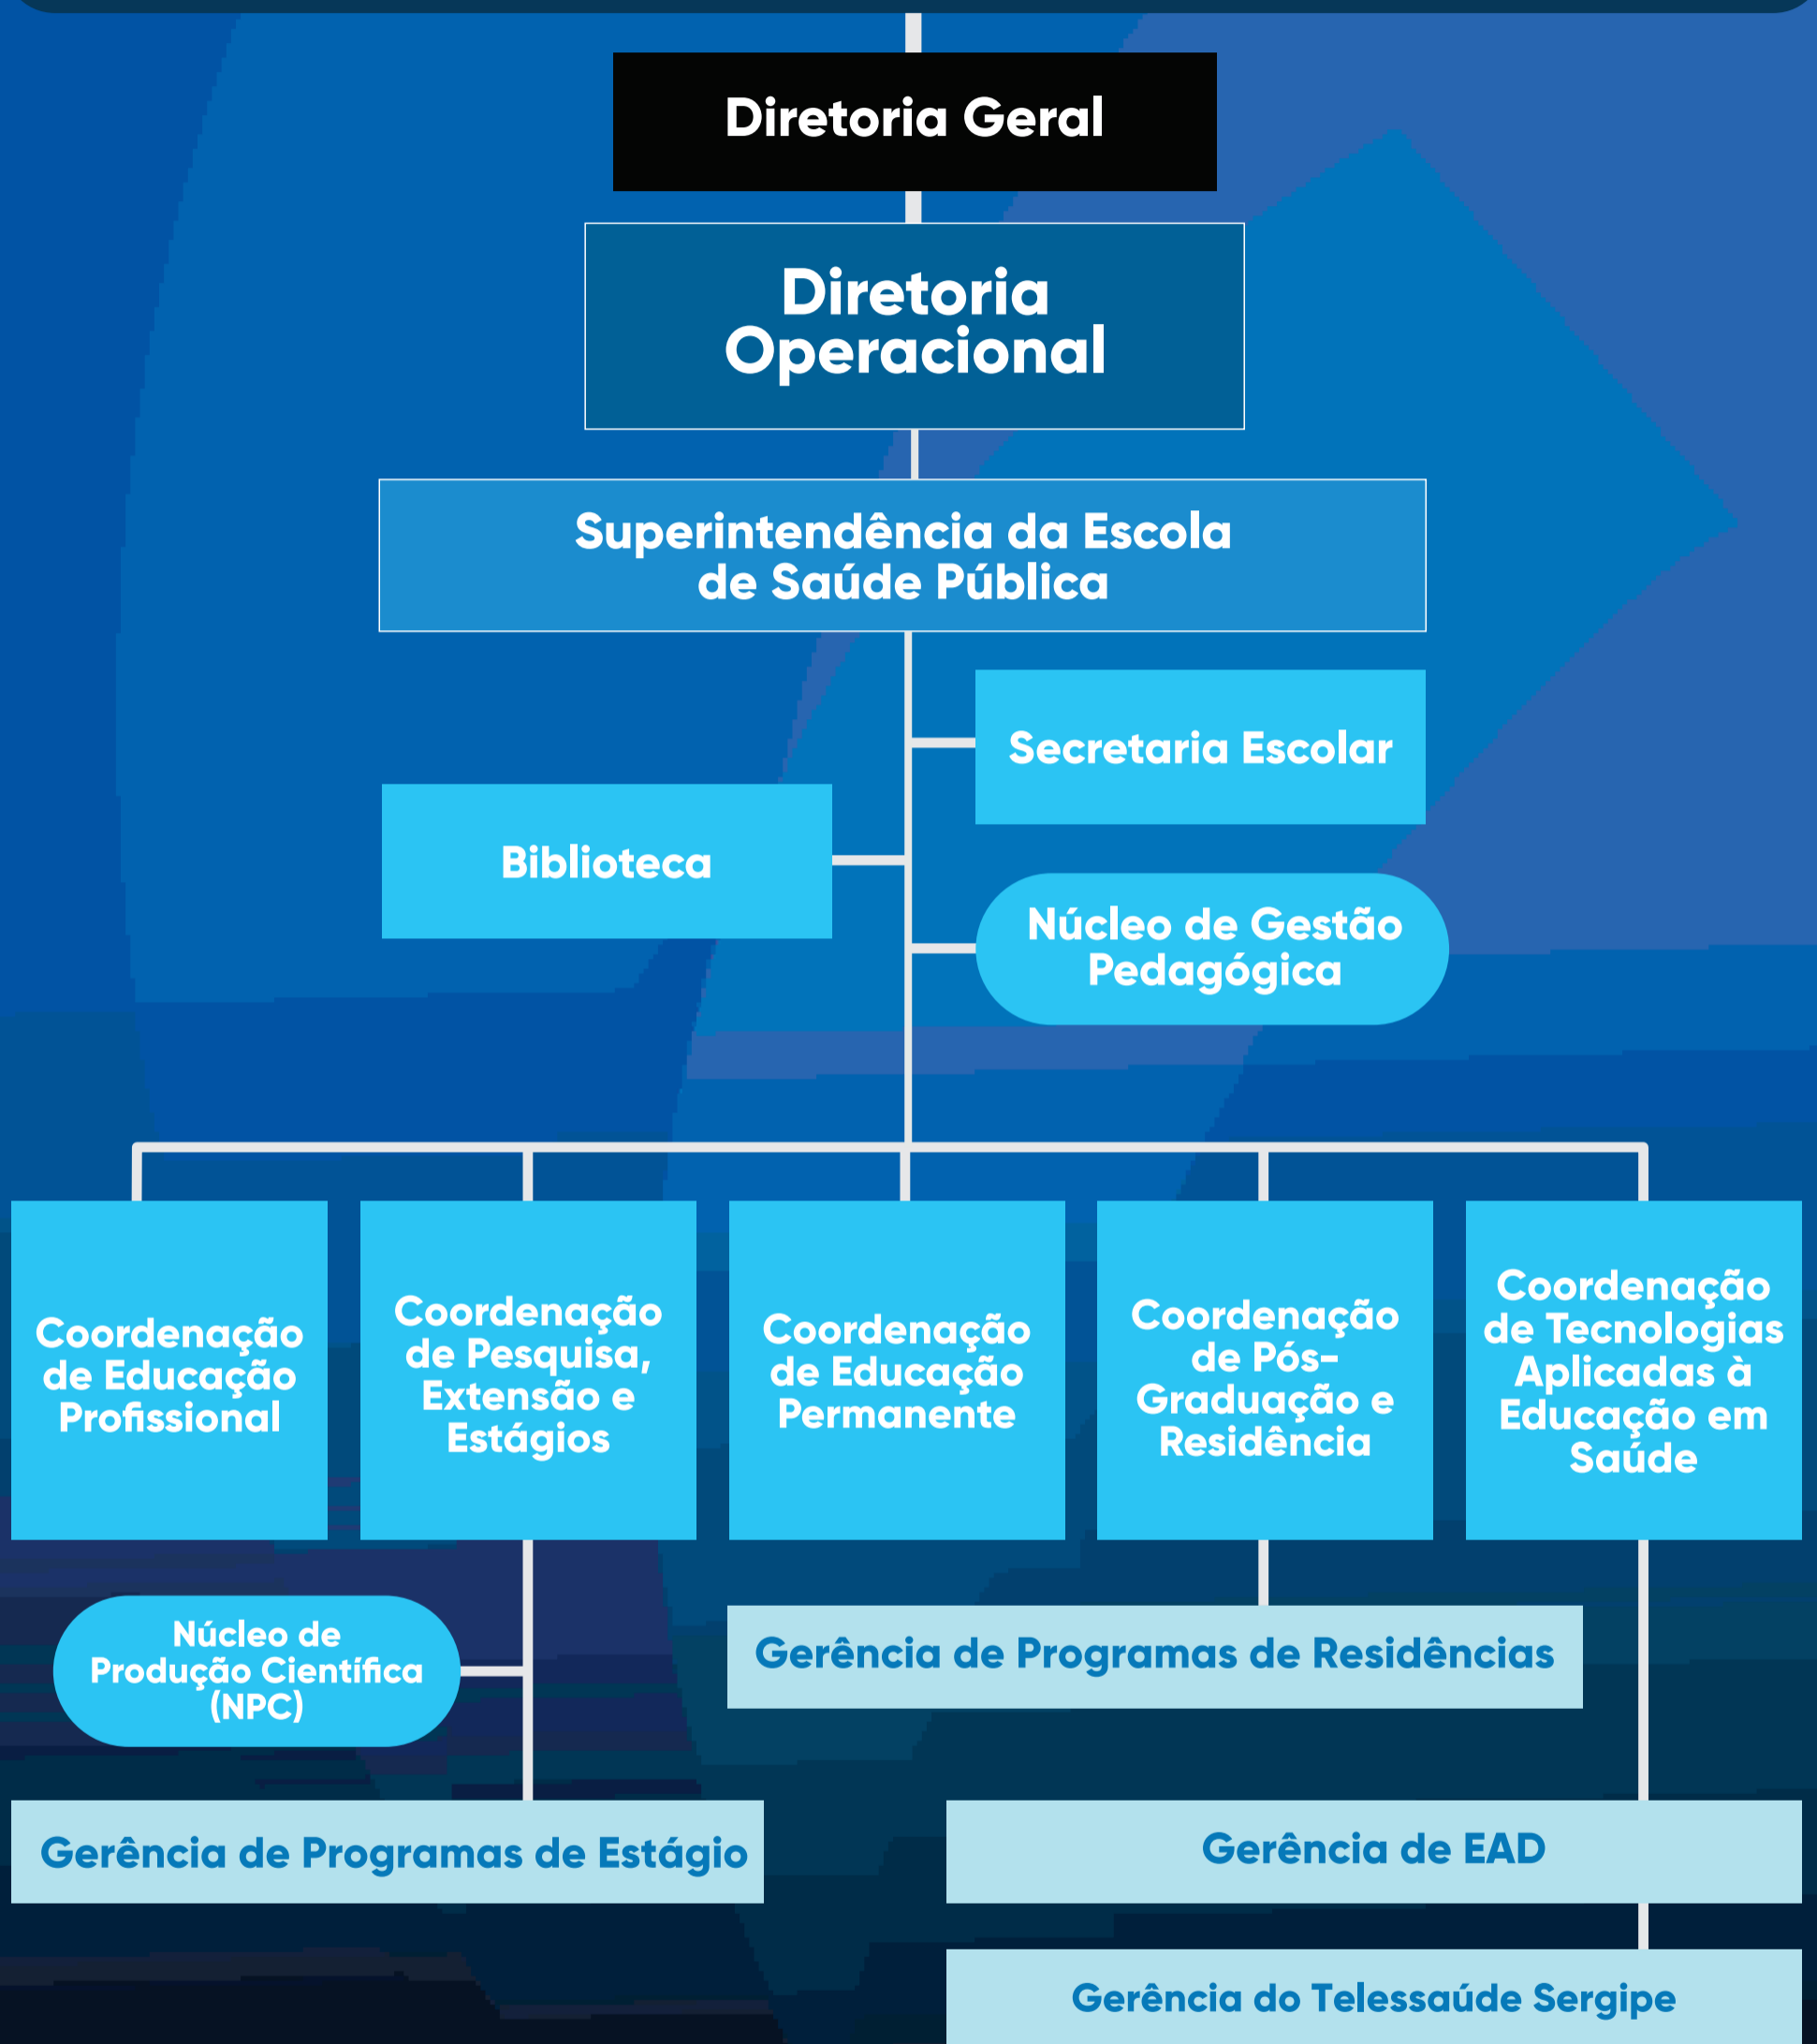 Diretoria Geral
Diretoria
Operacional
Superintendência da Escola
de Saúde Pública
Secretaria Escolar
Biblioteca
Núcleo de Gestão
Pedagógica
Coordenação
de Educação
Profissional
Coordenação
de Pesquisa,
Extensão e
Estágios
Coordenação
de Educação
Permanente
Coordenação
de Pós-
Graduação e
Residência
Coordenação
de Tecnologias
Aplicadas à
Educação em
Saúde
Núcleo de
Produção Científica
(NPC)
Gerência de Programas de Residências
Gerência de Programas de Estágio
Gerência de EAD
Gerência do Telessaúde Sergipe